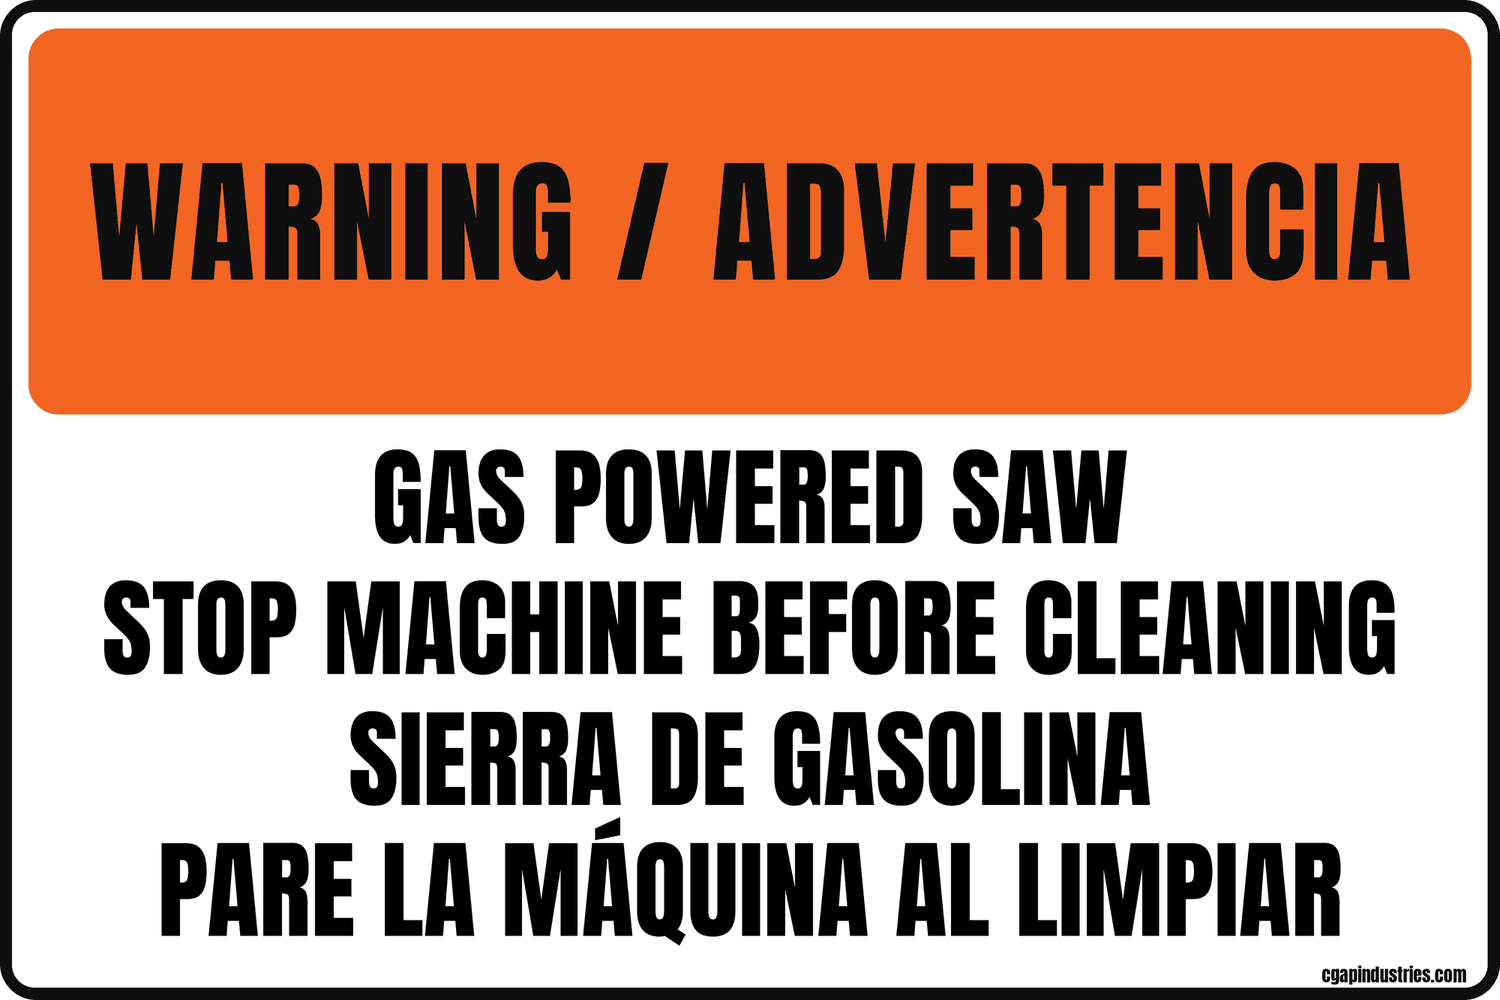 WARNING / ADVERTENCIA
GAS POWERED SAW
STOP MACHINE BEFORE CLEANING
SIERRA DE GASOLINA
PARE LA MÁQUINA AL LIMPIAR
cgapindustries.com